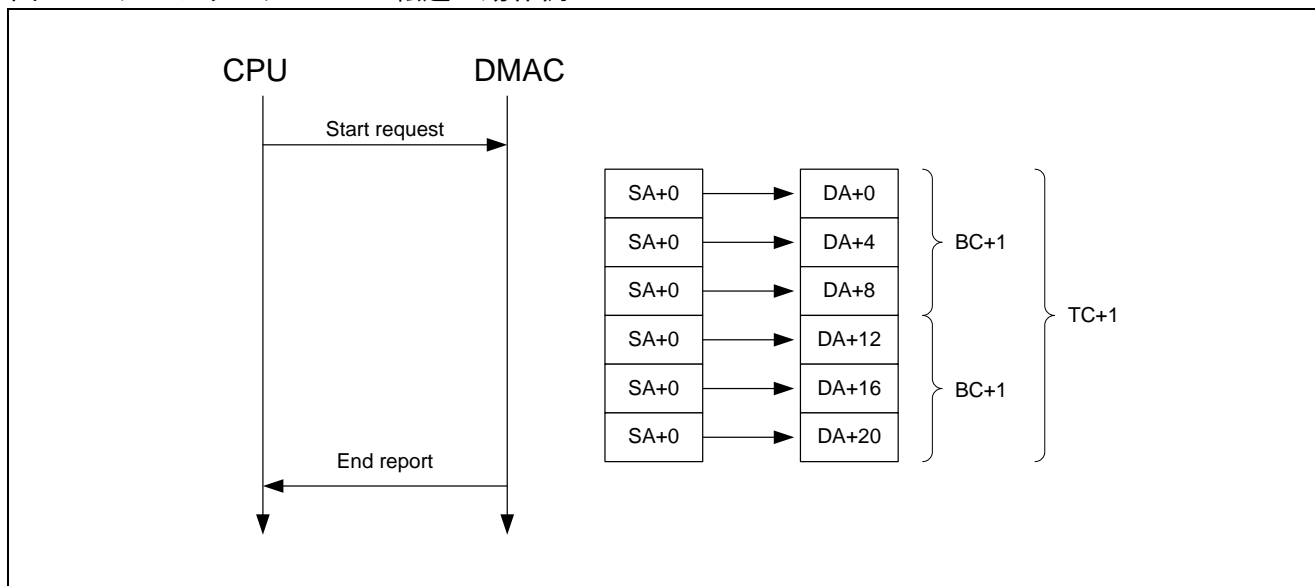 CPU
DMAC
Start request
SA+0
DA+0
SA+0
DA+4
BC+1
SA+0
DA+8
TC+1
SA+0
DA+12
SA+0
DA+16
BC+1
SA+0
DA+20
End report